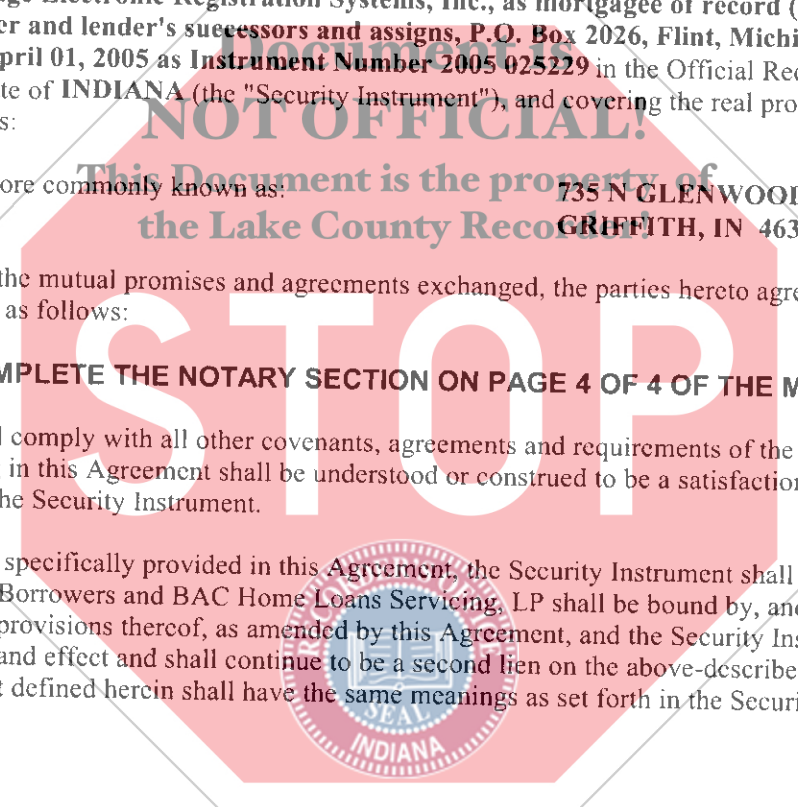 ge Electronic Registration Systems, Inc., as mortgagee of record (
er and lender's successors and assigns, P.O. Box 2026, Flint, Michi
pril 01, 2005 as Instrument Number 2005 025229 in the Official Rec
te of INDIANA (the "Security Instrument"), and covering the real pro
s:
Document is
NOT OFFICIAL!
This Document is the property of
the Lake County Recorder!
ore commonly known as: 735 N GLENWOOD
GRIFFITH, IN 463
the mutual promises and agreements exchanged, the parties hereto agre
as follows:
STOP
MPLETE THE NOTARY SECTION ON PAGE 4 OF 4 OF THE M
l comply with all other covenants, agreements and requirements of the
in this Agreement shall be understood or construed to be a satisfaction
he Security Instrument.
specifically provided in this Agreement, the Security Instrument shall
Borrowers and BAC Home Loans Servicing, LP shall be bound by, and
provisions thereof, as amended by this Agreement, and the Security Ins
and effect and shall continue to be a second lien on the above-describe
t defined herein shall have the same meanings as set forth in the Securi
RECORDER'S OFFICE
SEAL
INDIANA